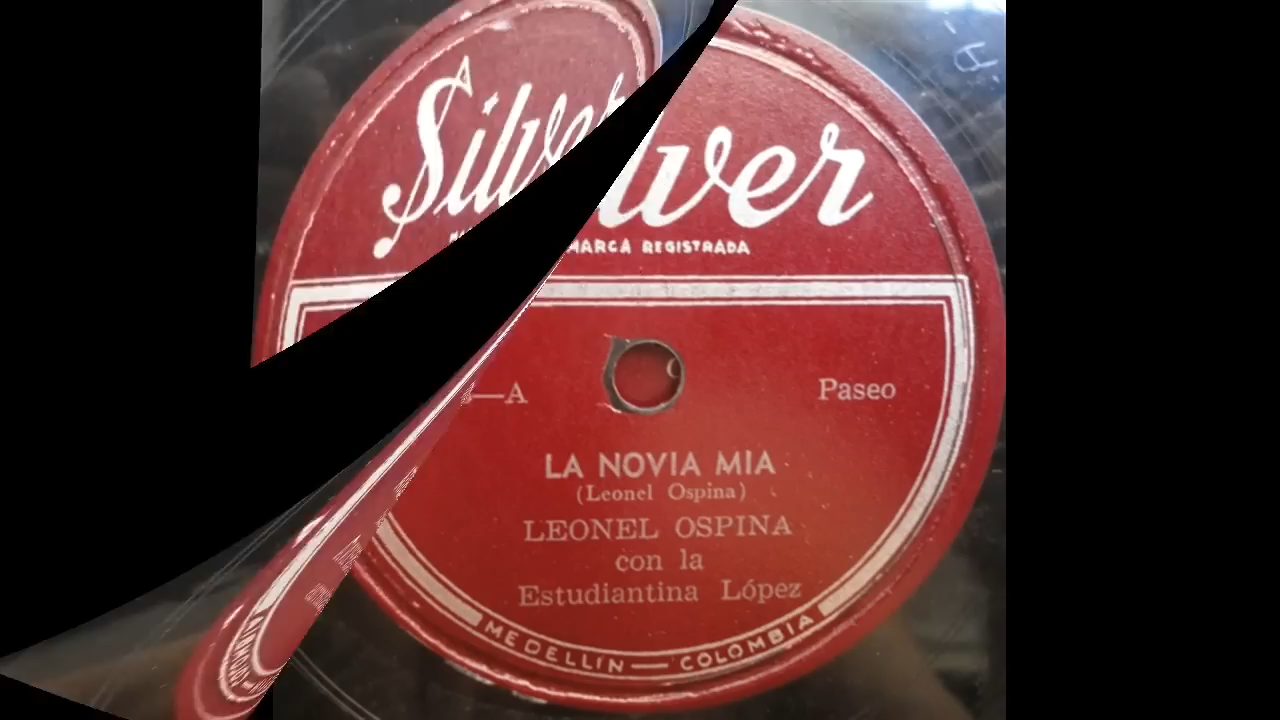 Silver
MARCA REGISTRADA
—A
Paseo
LA NOVIA MIA
(Leonel Ospina)
LEONEL OSPINA
con la
Estudiantina López
MEDELLIN — COLOMBIA